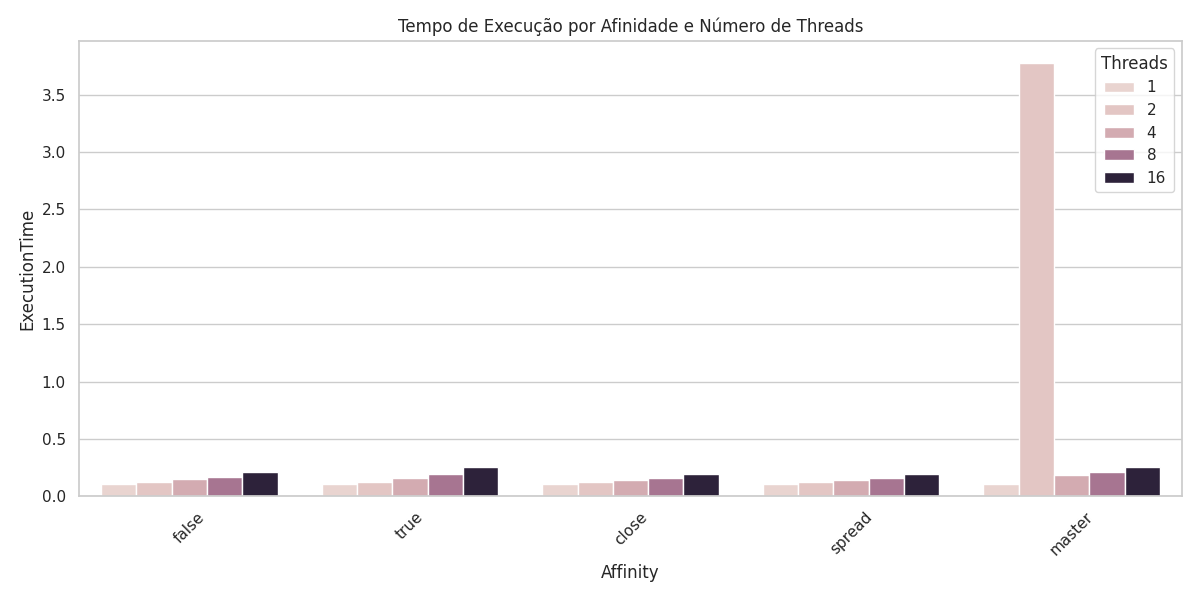 Tempo de Execução por Afinidade e Número de Threads
Threads
1
2
4
8
16
ExecutionTime
3.5
3.0
2.5
2.0
1.5
1.0
0.5
0.0
false
true
close
spread
master
Affinity